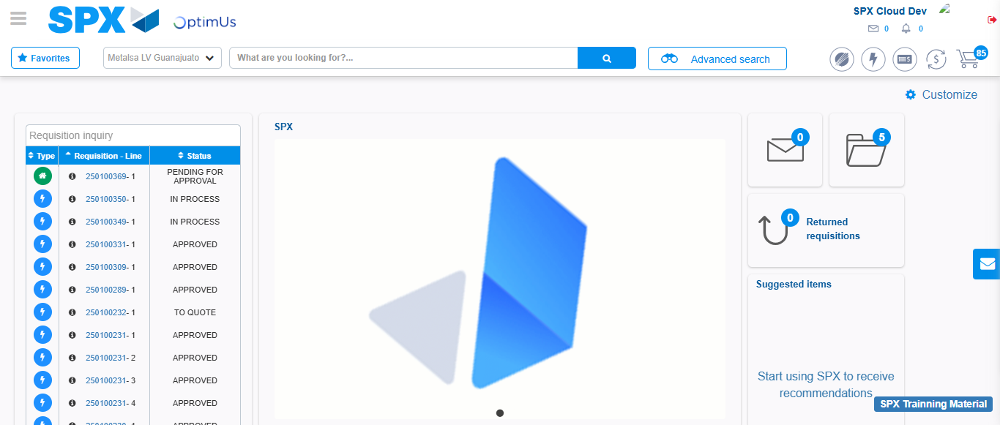 SPX
OptimUs
SPX Cloud Dev
0
0
Favorites
Metalsa LV Guanajuato
What are you looking for?...
Advanced search
85
Customize
Requisition inquiry
Type
Requisition - Line
Status
250100369- 1
PENDING FOR
APPROVAL
250100350- 1
IN PROCESS
250100349- 1
IN PROCESS
250100331- 1
APPROVED
250100309- 1
APPROVED
250100289- 1
APPROVED
250100232- 1
TO QUOTE
250100231- 1
APPROVED
250100231- 2
APPROVED
250100231- 3
APPROVED
250100231- 4
APPROVED
SPX
0
5
0
Returned
requisitions
Suggested items
Start using SPX to receive
recommendations
SPX Trainning Material